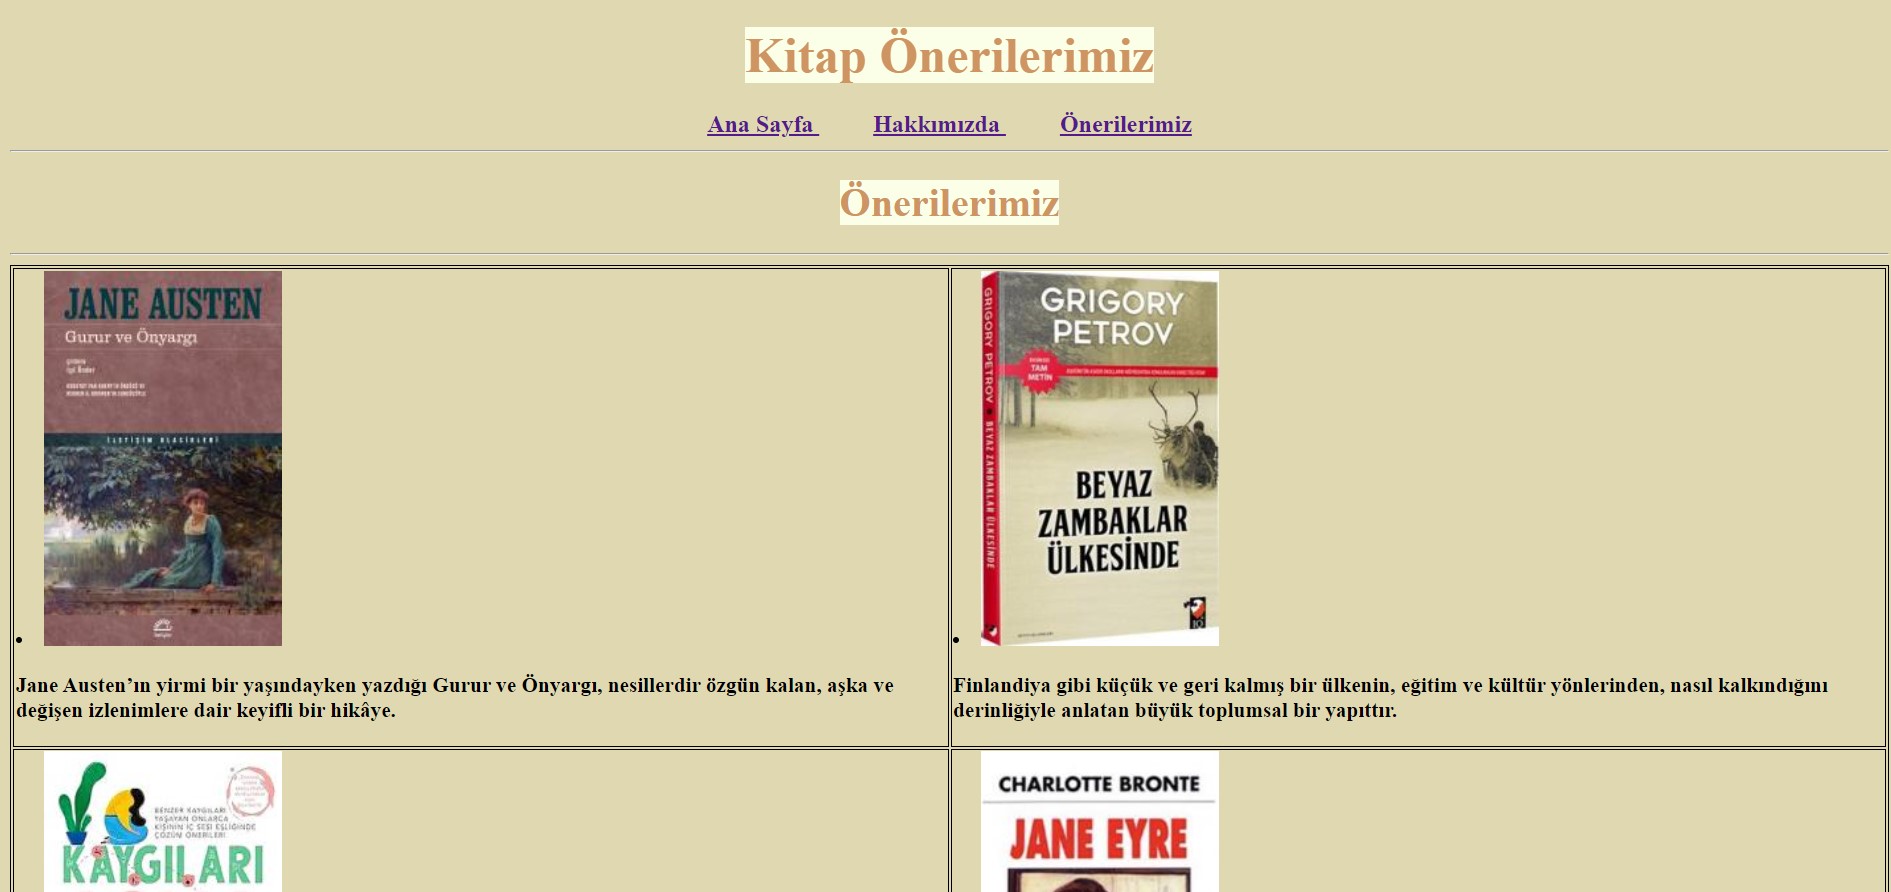 Kitap Önerilerimiz
Ana Sayfa Hakkımızda Önerilerimiz
Önerilerimiz
JANE AUSTEN
Gurur ve Önyargı
İLETİŞİM KLASİKLERİ
GRIGORY
PETROV
TAM
METİN
GRIGORY PETROV BEYAZ ZAMBAKLAR ÜLKESİNDE
BEYAZ
ZAMBAKLAR
ÜLKESİNDE
Jane Austen’ın yirmi bir yaşındayken yazdığı Gurur ve Önyargı, nesillerdir özgün kalan, aşka ve
değişen izlenimlere dair keyifli bir hikâye.
Finlandiya gibi küçük ve geri kalmış bir ülkenin, eğitim ve kültür yönlerinden, nasıl kalkındığını
derinliğiyle anlatan büyük toplumsal bir yapıttır.
BENZER KAYGILARI
YAŞAYAN ONLARCA
KİŞİNİN İÇ SESİ EŞLİĞİNDE
ÇÖZÜM ÖNERİLERİ
KAYGILARI
CHARLOTTE BRONTE
JANE EYRE